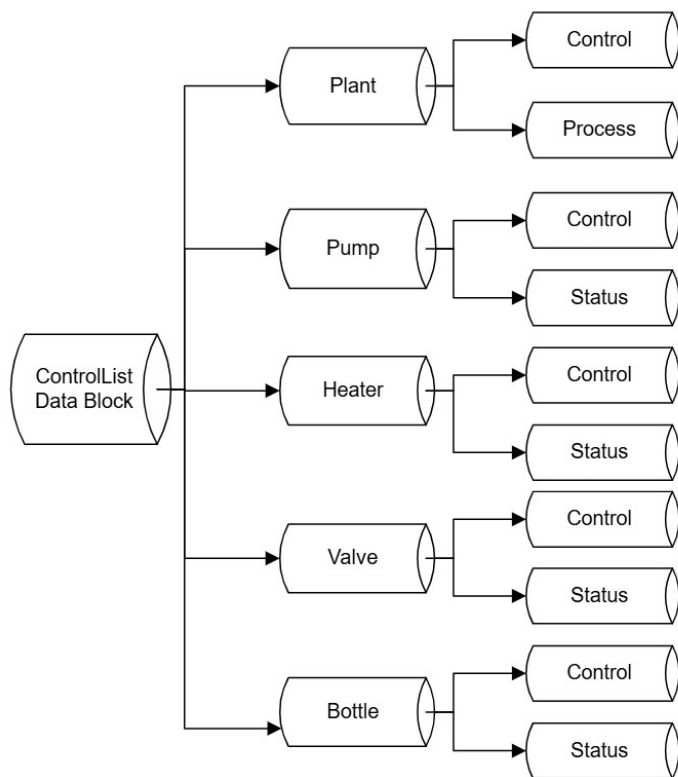 Control
Plant
Process
Control
Pump
Status
ControlList
Data Block
Control
Heater
Status
Control
Valve
Status
Control
Bottle
Status